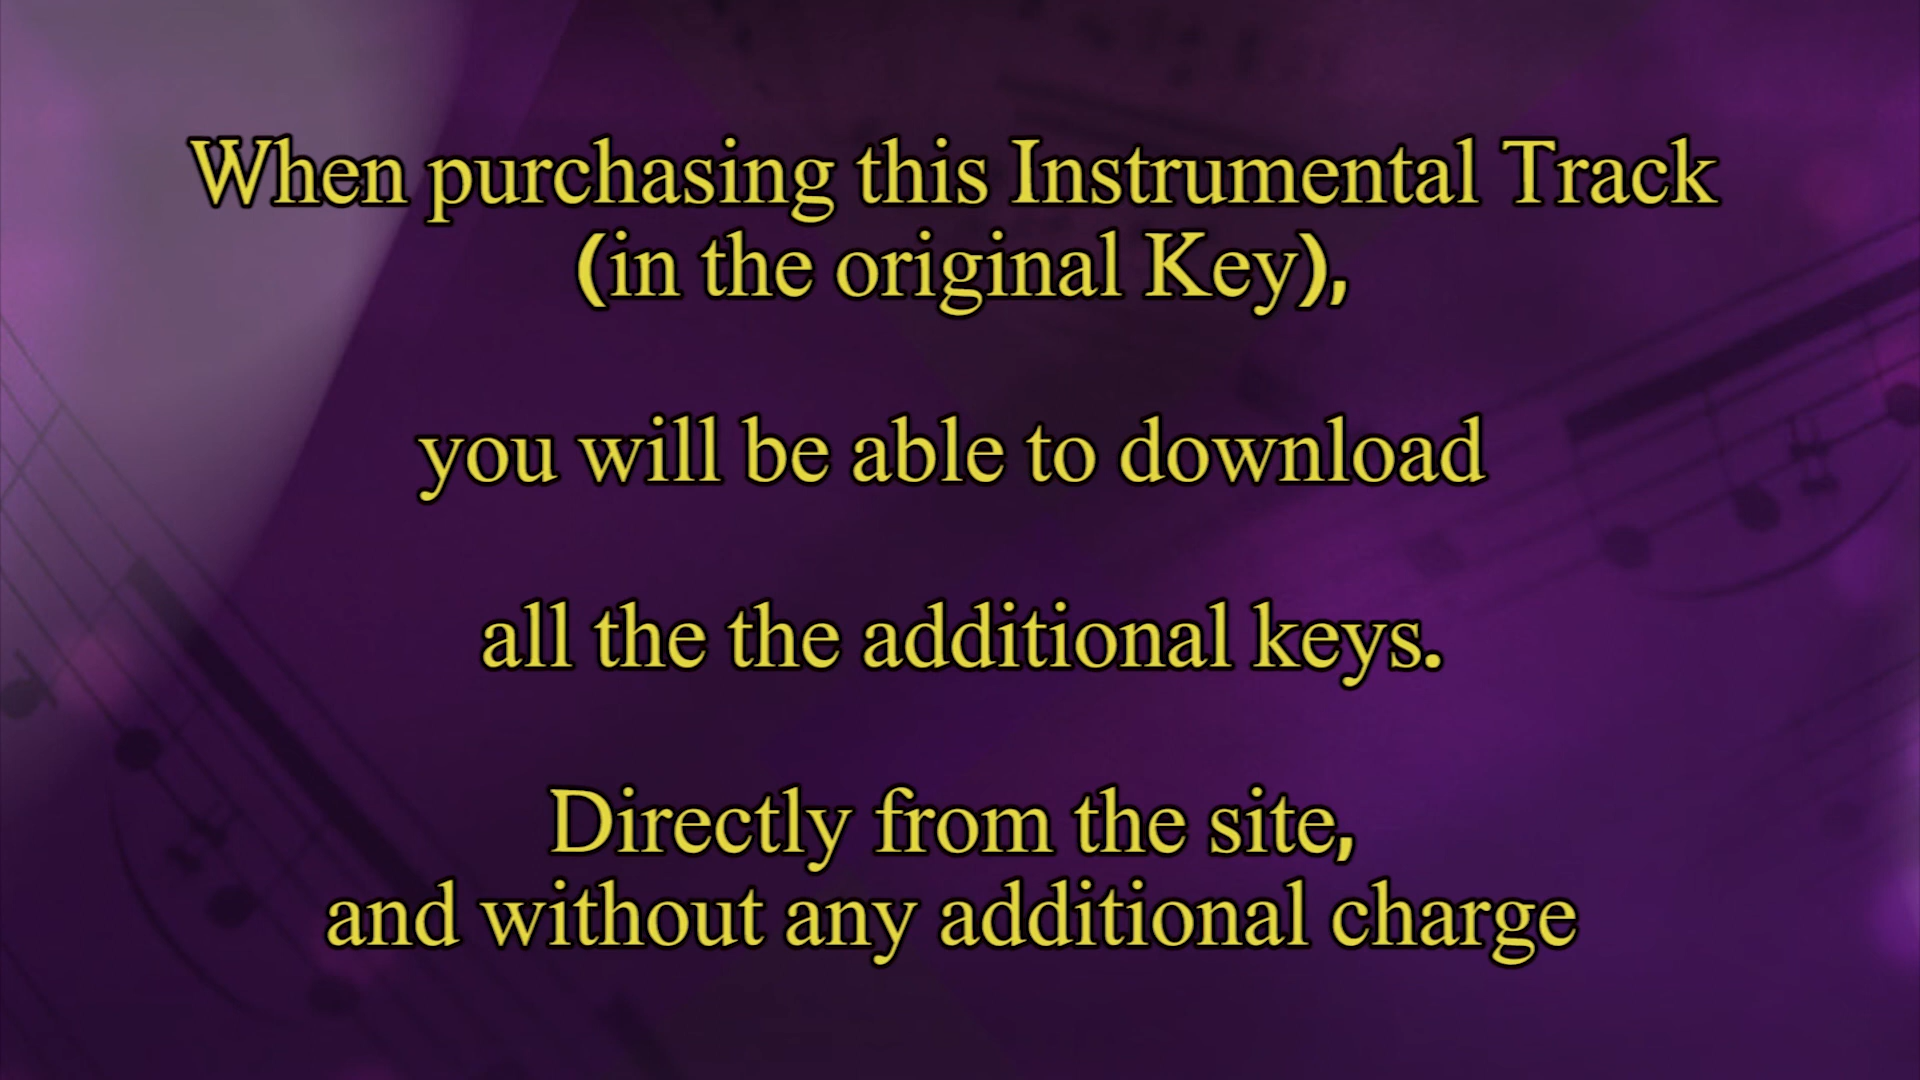 When purchasing this Instrumental Track
(in the original Key),
you will be able to download
all the the additional keys.
Directly from the site,
and without any additional charge